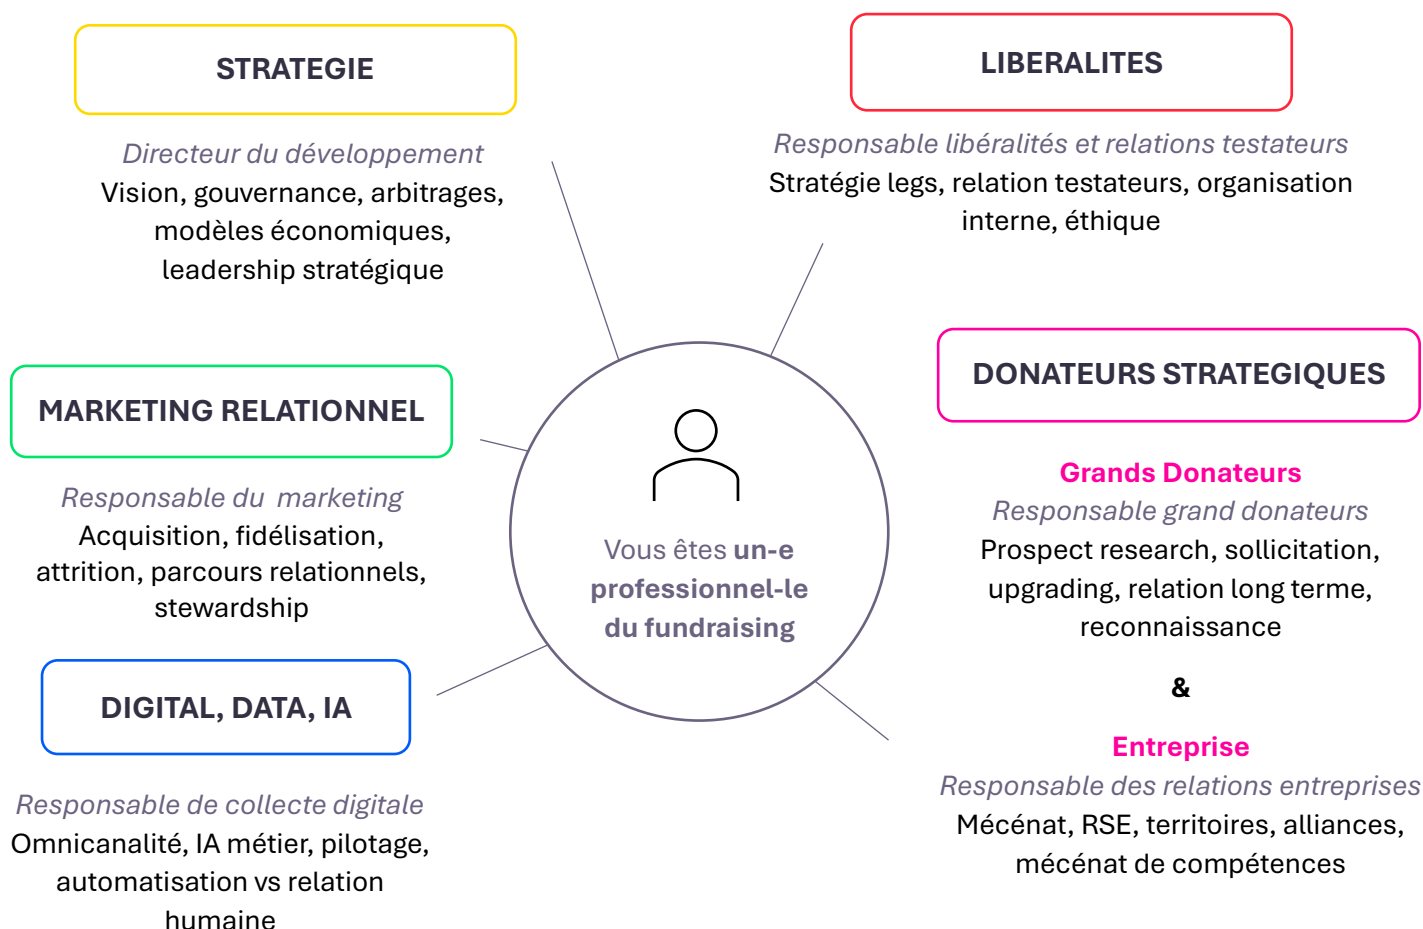 STRATEGIE
Directeur du développement
Vision, gouvernance, arbitrages,
modèles économiques,
leadership stratégique
LIBERALITES
Responsable libéralités et relations testateurs
Stratégie legs, relation testateurs, organisation
interne, éthique
MARKETING RELATIONNEL
Responsable du  marketing
Acquisition, fidélisation,
attrition, parcours relationnels,
stewardship
DIGITAL, DATA, IA
Responsable de collecte digitale
Omnicanalité, IA métier, pilotage,
automatisation vs relation
humaine
Vous êtes un-e
professionnel-le
du fundraising
DONATEURS STRATEGIQUES
Grands Donateurs
Responsable grand donateurs
Prospect research, sollicitation,
upgrading, relation long terme,
reconnaissance
&
Entreprise
Responsable des relations entreprises
Mécénat, RSE, territoires, alliances,
mécénat de compétences